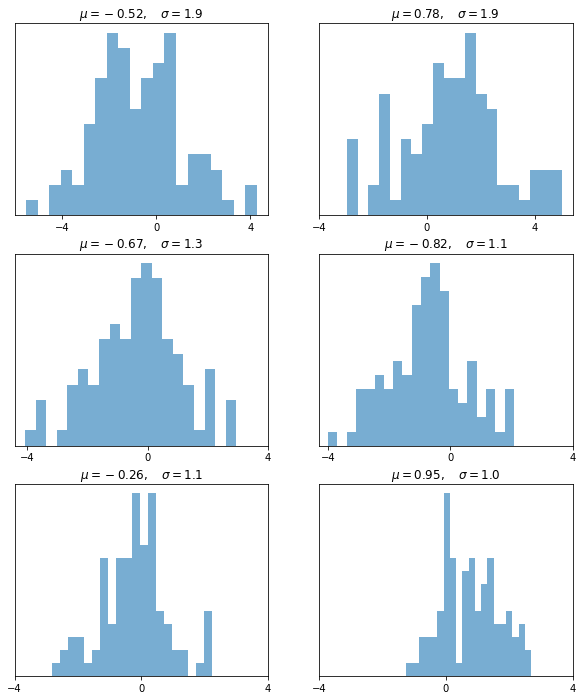 μ = −0.52, σ = 1.9
μ = 0.78, σ = 1.9
−4 0 4
−4 0 4
μ = −0.67, σ = 1.3
μ = −0.82, σ = 1.1
−4 0 4
−4 0 4
μ = −0.26, σ = 1.1
μ = 0.95, σ = 1.0
−4 0 4
−4 0 4